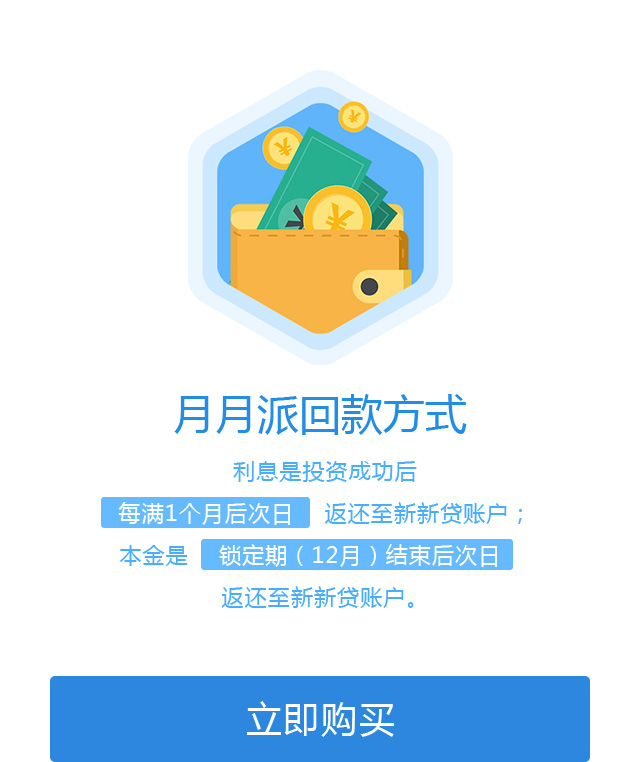 月月派回款方式
利息是投资成功后
每满1个月后次日 返还至新新贷账户；
本金是 锁定期（12月）结束后次日
返还至新新贷账户。
立即购买